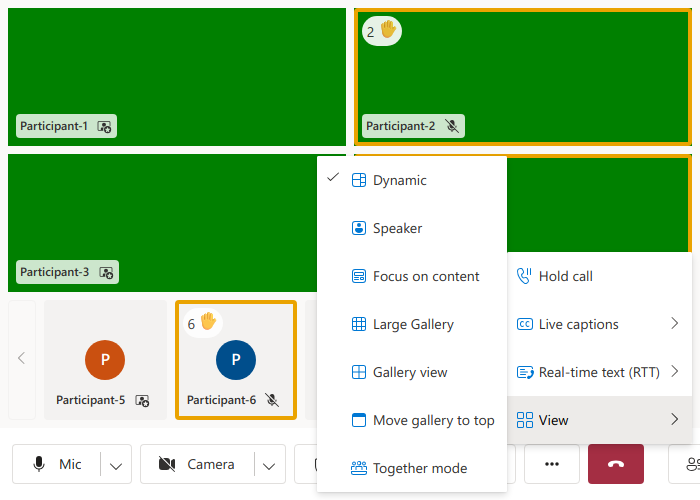 2
Participant-1
Participant-2
Participant-3
6
P
P
Participant-5
Participant-6
Dynamic
Speaker
Focus on content
Large Gallery
Gallery view
Move gallery to top
Together mode
Hold call
CC
Live captions
Real-time text (RTT)
View
Mic
Camera